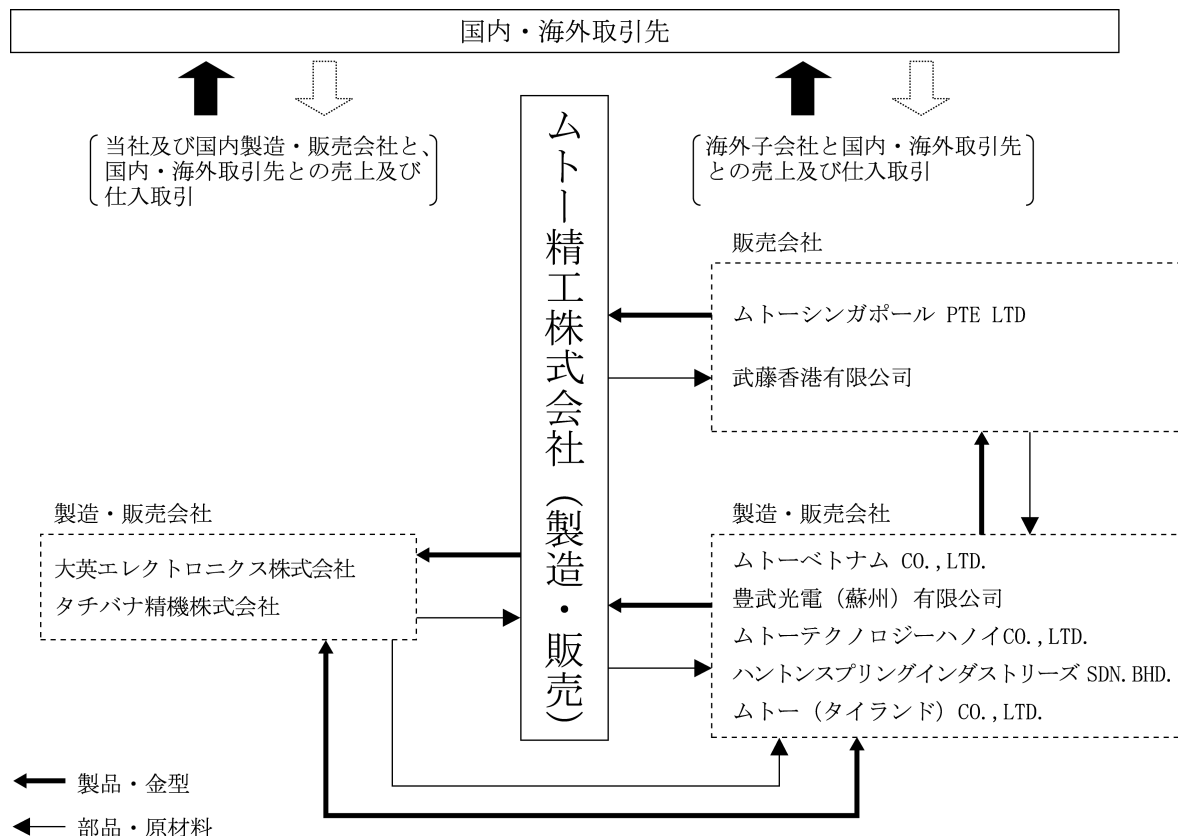 国内・海外取引先
当社及び国内製造・販売会社と、
国内・海外取引先との売上及び
仕入取引
海外子会社と国内・海外取引先
との売上及び仕入取引
ムトー精工株式会社（製造・販売）
販売会社
ムトーシンガポール PTE LTD
武藤香港有限公司
製造・販売会社
大英エレクトロニクス株式会社
タチバナ精機株式会社
製造・販売会社
ムトーベトナム CO.,LTD.
豊武光電（蘇州）有限公司
ムトーテクノロジーハノイCO.,LTD.
ハントンスプリングインダストリーズ SDN.BHD.
ムトー（タイランド）CO.,LTD.
製品・金型
部品・原材料